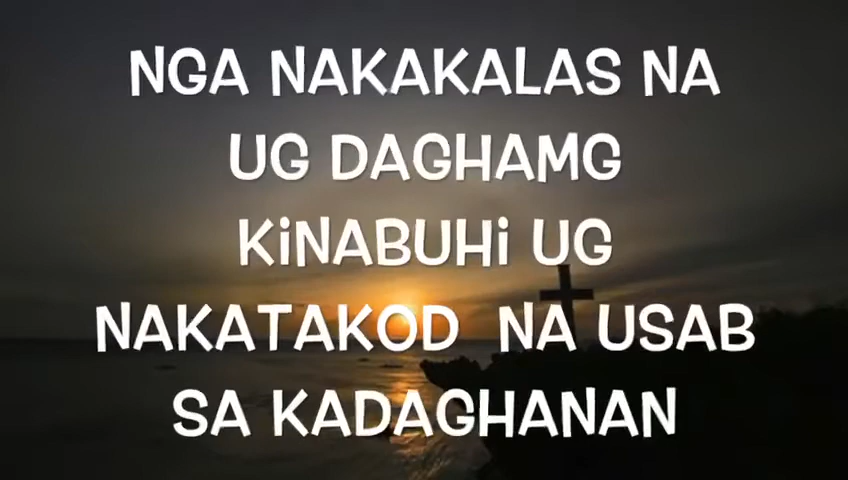 NGA NAKAKALAS NA
UG DAGHAMG
KiNABUHi UG
NAKATAKOD NA USAB
SA KADAGHANAN